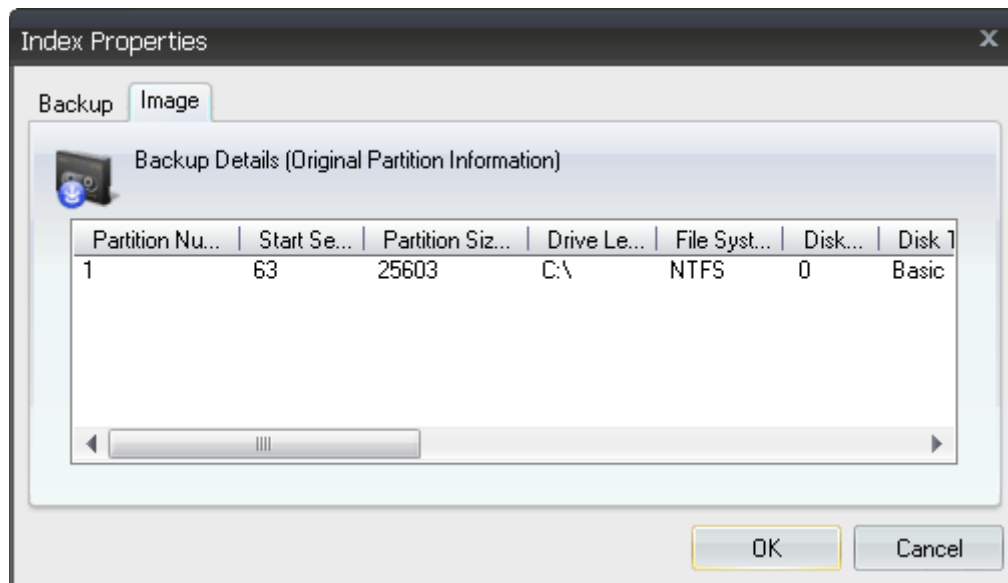 Index Properties
Backup Image
Backup Details (Original Partition Information)
Partition Nu... Start Se... Partition Siz... Drive Le... File Syst... Disk... Disk
1 63 25603 C:\ NTFS 0 Basic
OK Cancel